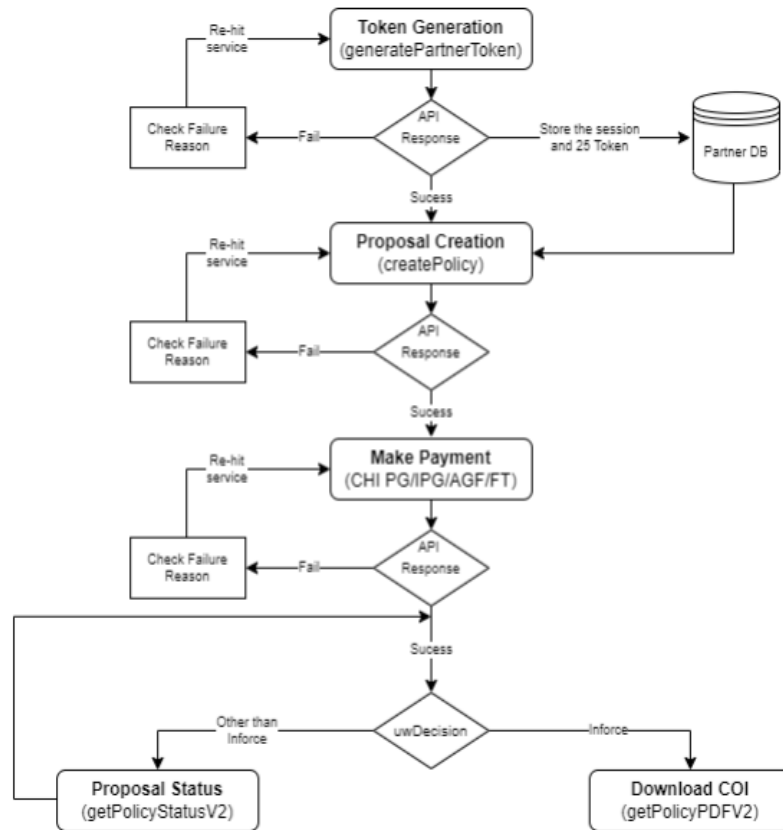 Token Generation
(generatePartnerToken)
Re-hit
service
API
Response
Check Failure
Reason
Fail
Store the session
and 25 Token
Partner DB
Sucess
Proposal Creation
(createPolicy)
Re-hit
service
API
Response
Check Failure
Reason
Fail
Sucess
Make Payment
(CHI PG/IPG/AGF/FT)
Re-hit
service
API
Response
Check Failure
Reason
Fail
Sucess
uwDecision
Other than
Inforce
Inforce
Proposal Status
(getPolicyStatusV2)
Download COI
(getPolicyPDFV2)